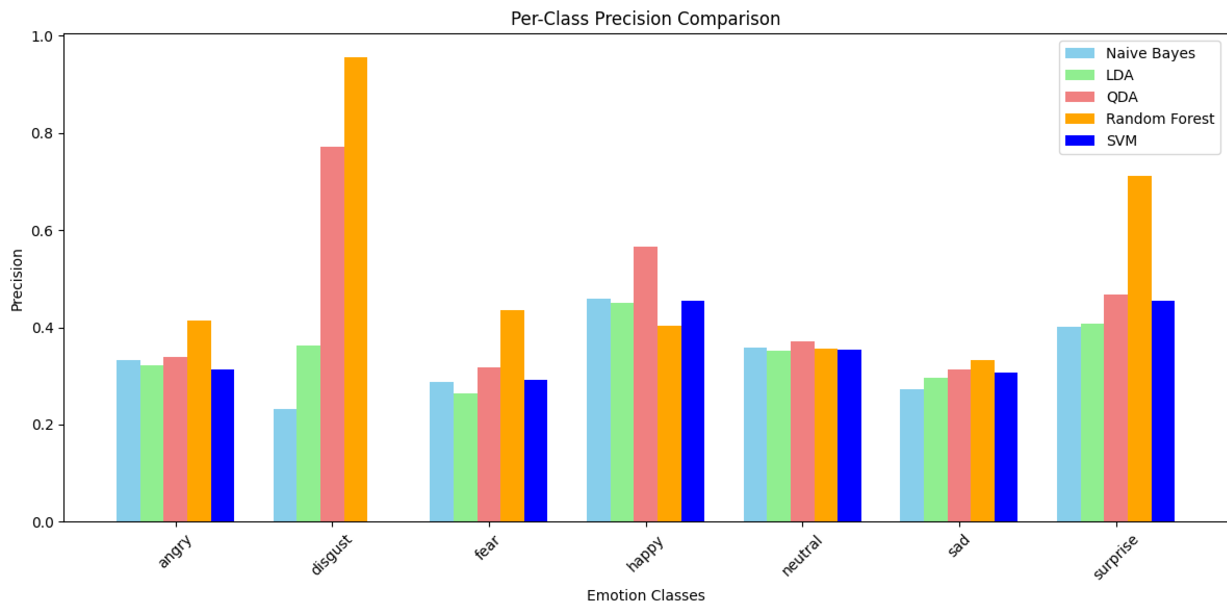 Per-Class Precision Comparison
Naive Bayes
LDA
QDA
Random Forest
SVM
Precision
1.0
0.8
0.6
0.4
0.2
0.0
angry
disgust
fear
happy
neutral
sad
surprise
Emotion Classes